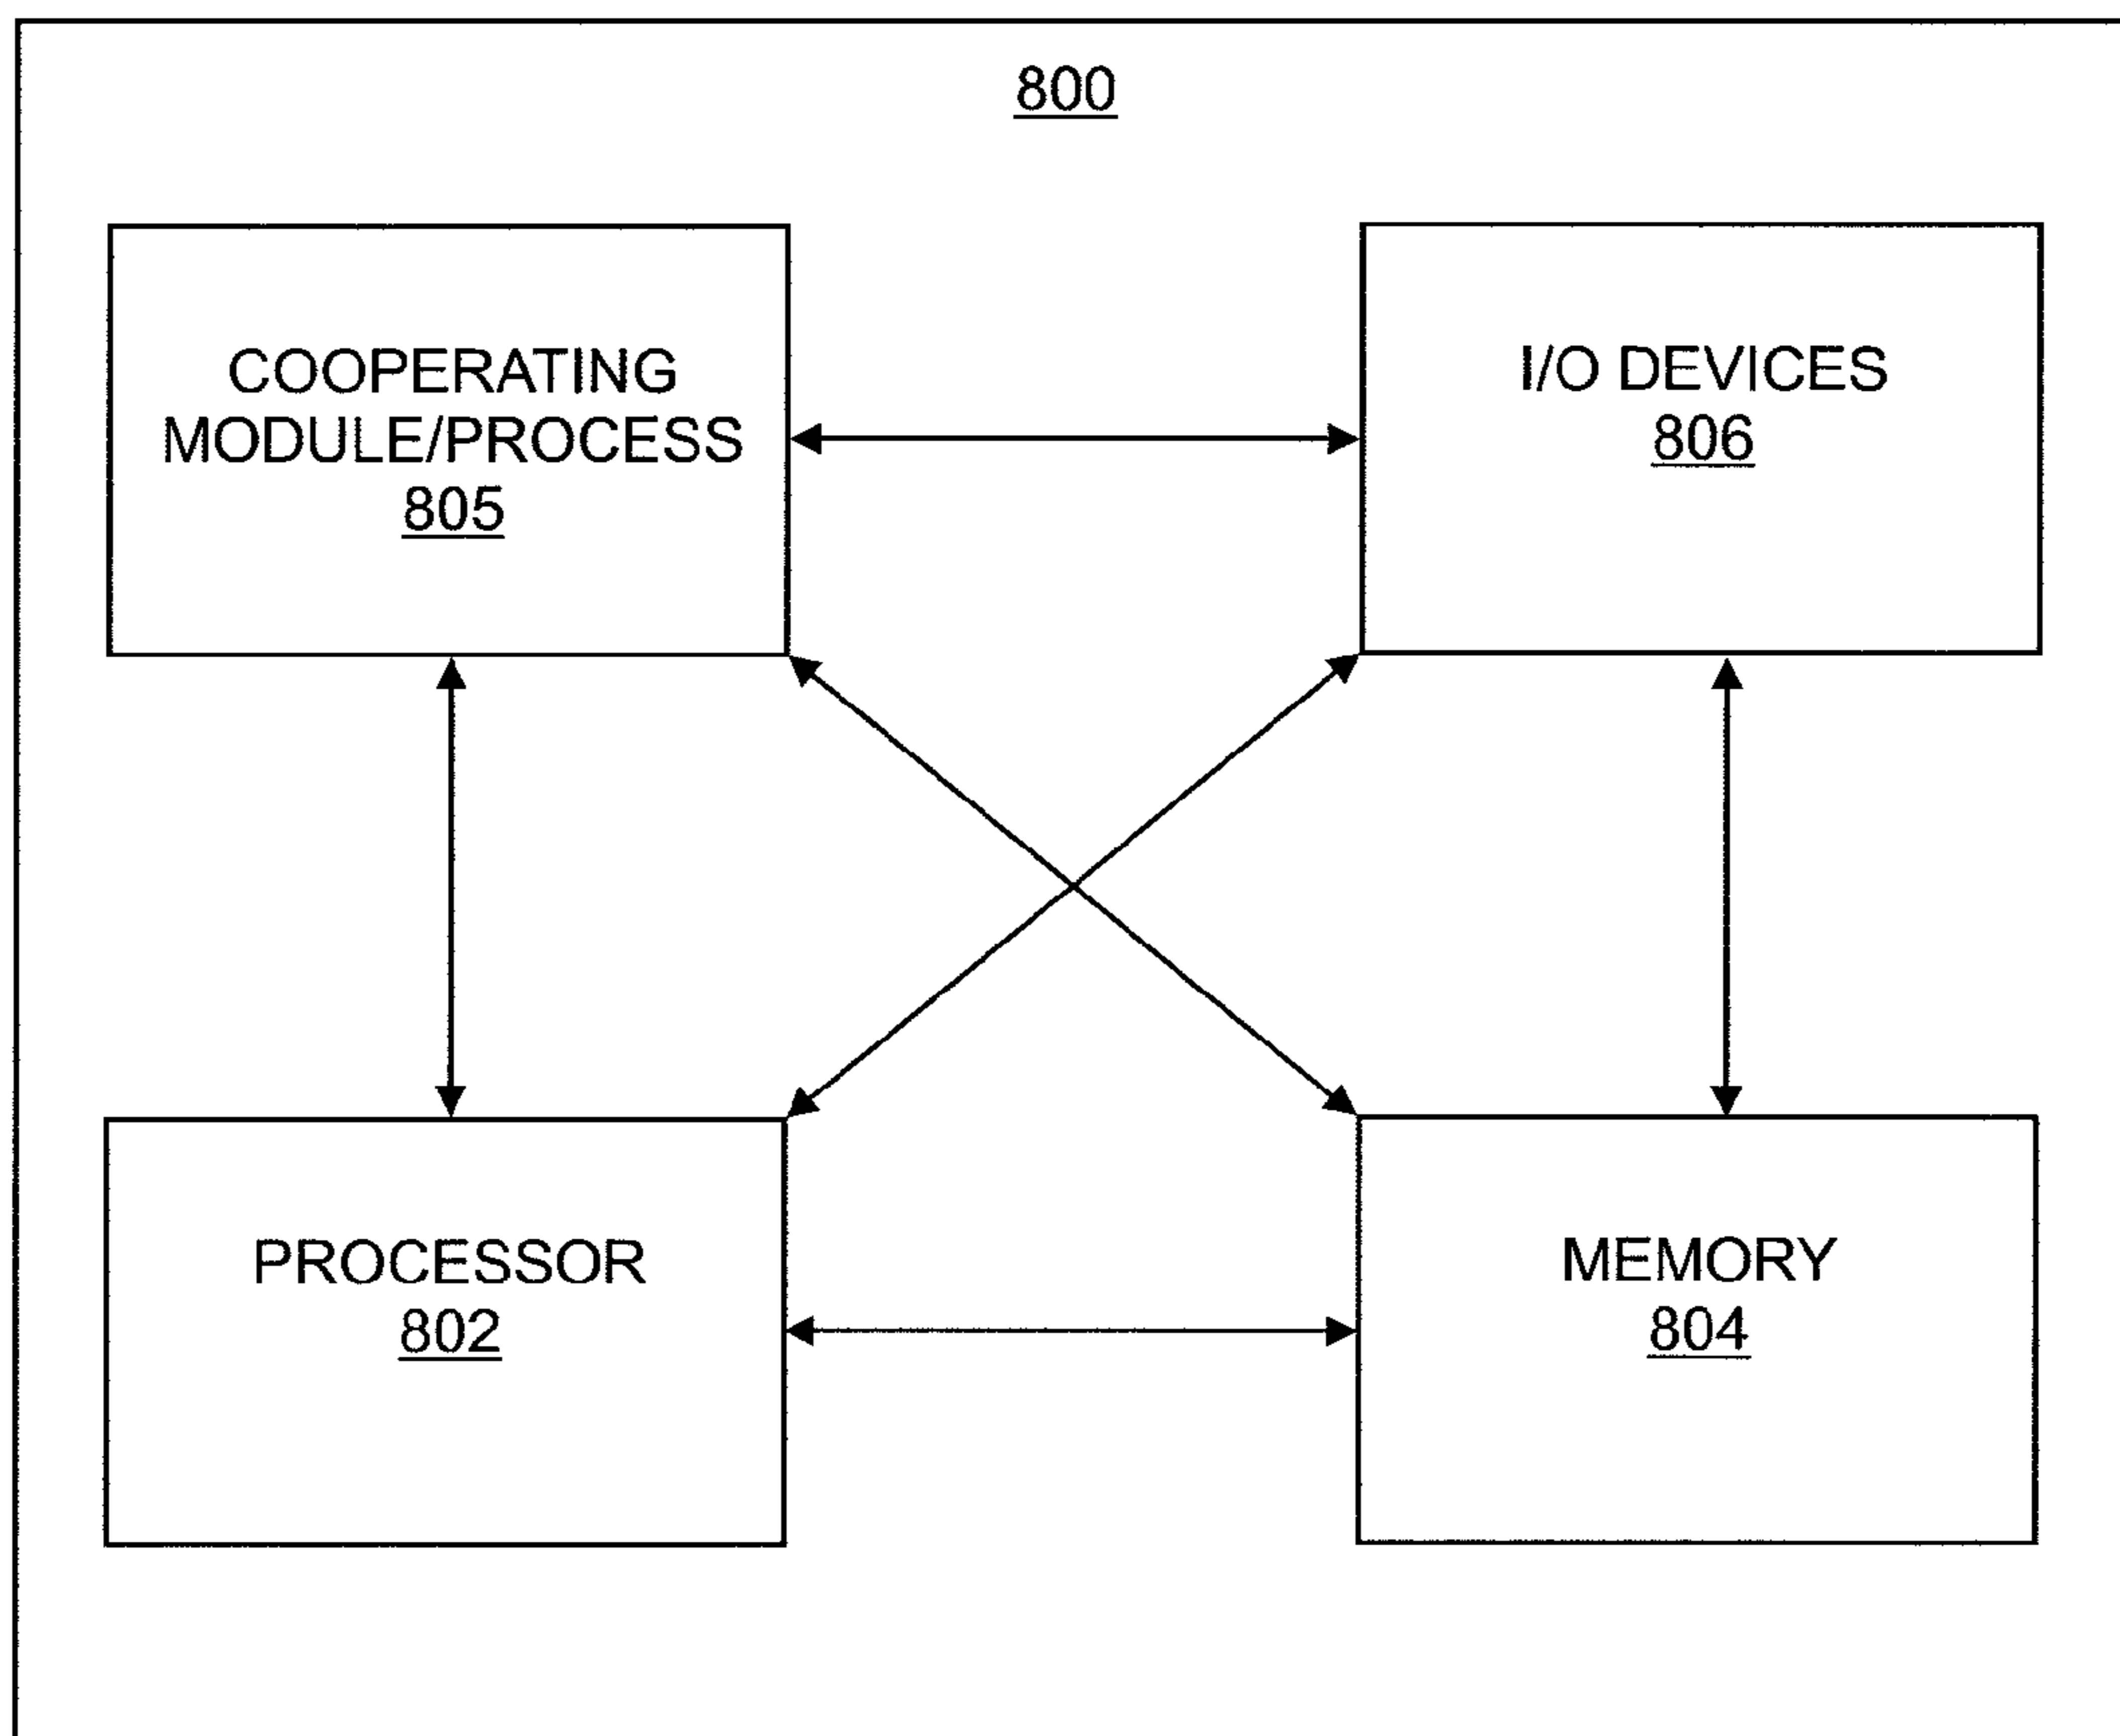 800
COOPERATING
MODULE/PROCESS
805
I/O DEVICES
806
PROCESSOR
802
MEMORY
804